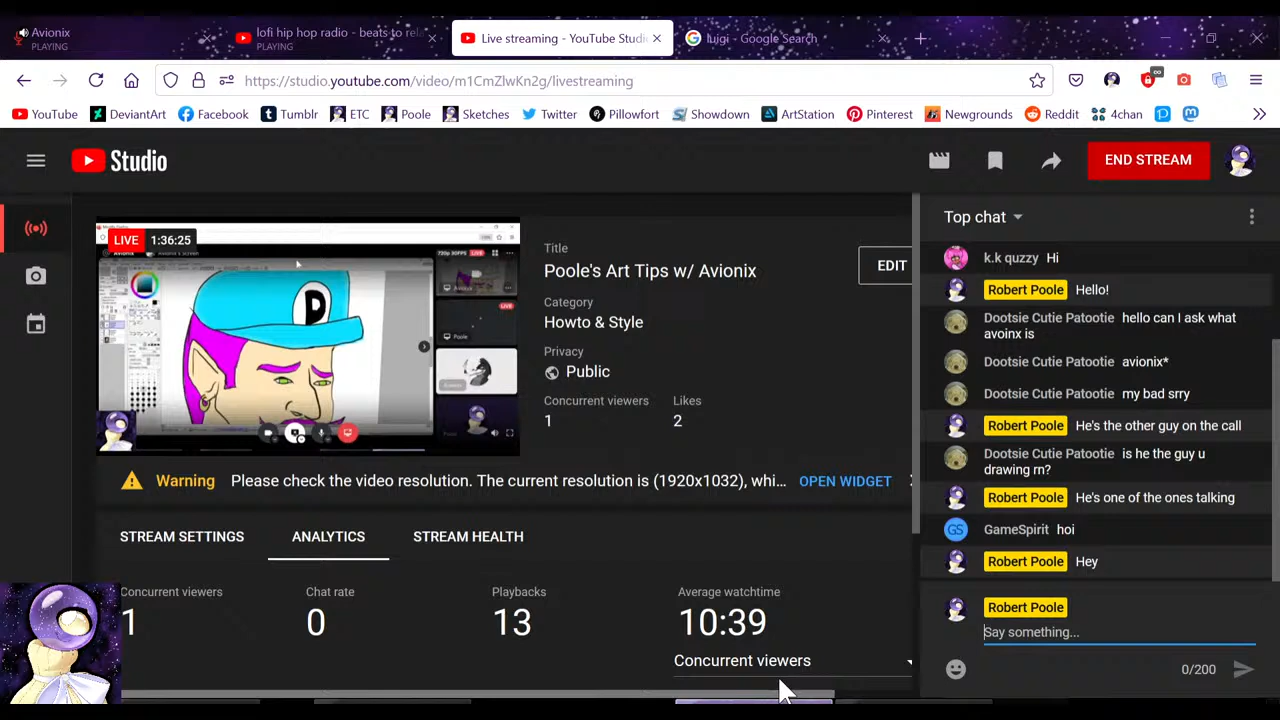 Avionix
PLAYING
lofi hip hop radio - beats to rela
PLAYING
Live streaming - YouTube Studio
luigi - Google Search
https://studio.youtube.com/video/m1CmZlwKn2g/livestreaming
YouTube
DeviantArt
Facebook
Tumblr
ETC
Poole
Sketches
Twitter
Pillowfort
Showdown
ArtStation
Pinterest
Newgrounds
Reddit
4chan
Studio
END STREAM
LIVE 1:36:25
D
Title
Poole's Art Tips w/ Avionix
EDIT
Category
Howto & Style
Privacy
Public
Concurrent viewers
1
Likes
2
Warning Please check the video resolution. The current resolution is (1920x1032), whi...
OPEN WIDGET
STREAM SETTINGS
ANALYTICS
STREAM HEALTH
Concurrent viewers
1
Chat rate
0
Playbacks
13
Average watchtime
10:39
Concurrent viewers
Top chat
k.k quzzy Hi
Robert Poole Hello!
Dootsie Cutie Patootie hello can I ask what
avoinx is
Dootsie Cutie Patootie avionix*
Dootsie Cutie Patootie my bad srry
Robert Poole He's the other guy on the call
Dootsie Cutie Patootie is he the guy u
drawing rn?
Robert Poole He's one of the ones talking
GS GameSpirit hoi
Robert Poole Hey
Robert Poole
Say something...
0/200